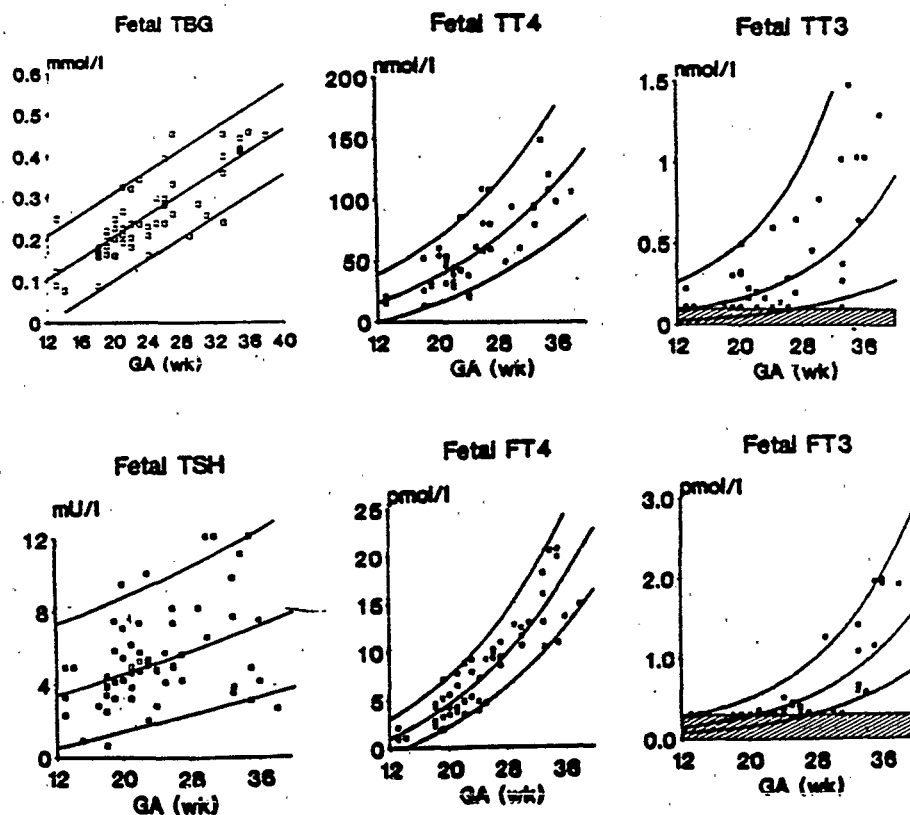 Fetal TBG
mmol/l
0.6
0.5
0.4
0.3
0.2
0.1
0
12 16 20 24 28 32 36 40
GA (wk)
Fetal TT4
nmol/l
200
150
100
50
0
12 20 28 36
GA (wk)
Fetal TT3
nmol/l
1.5
1
0.5
0
12 20 28 36
GA (wk)
Fetal TSH
mU/l
12
8
4
0
12 20 28 36
GA (wk)
Fetal FT4
pmol/l
25
20
15
10
5
0
12 20 28 36
GA (wk)
Fetal FT3
pmol/l
3.0
2.0
1.0
0.0
12 20 28 36
GA (wk)